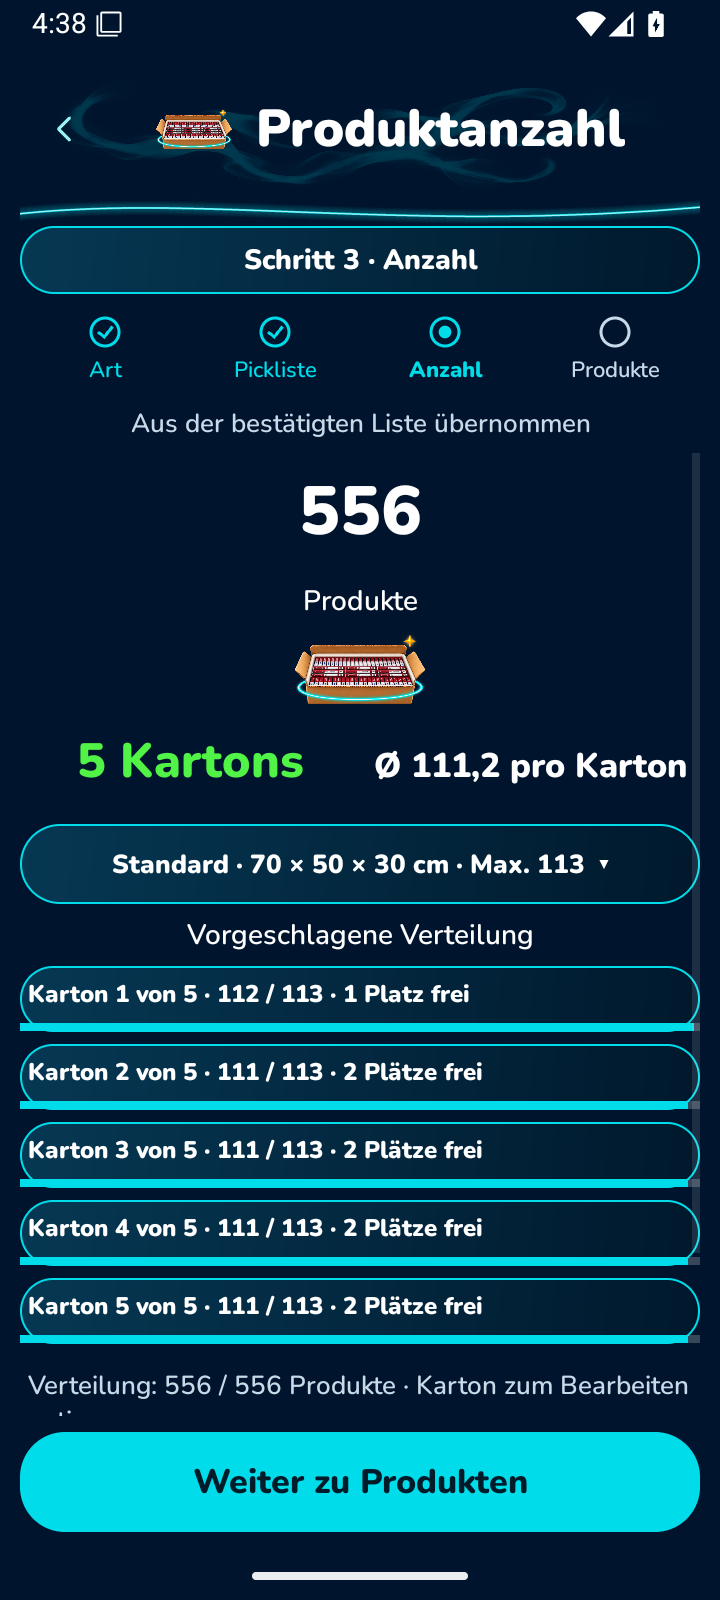 4:38
Produktanzahl
Schritt 3 · Anzahl
Art
Pickliste
Anzahl
Produkte
Aus der bestätigten Liste übernommen
556
Produkte
5 Kartons
Ø 111,2 pro Karton
Standard · 70 × 50 × 30 cm · Max. 113 ▼
Vorgeschlagene Verteilung
Karton 1 von 5 · 112 / 113 · 1 Platz frei
Karton 2 von 5 · 111 / 113 · 2 Plätze frei
Karton 3 von 5 · 111 / 113 · 2 Plätze frei
Karton 4 von 5 · 111 / 113 · 2 Plätze frei
Karton 5 von 5 · 111 / 113 · 2 Plätze frei
Verteilung: 556 / 556 Produkte · Karton zum Bearbeiten
Weiter zu Produkten